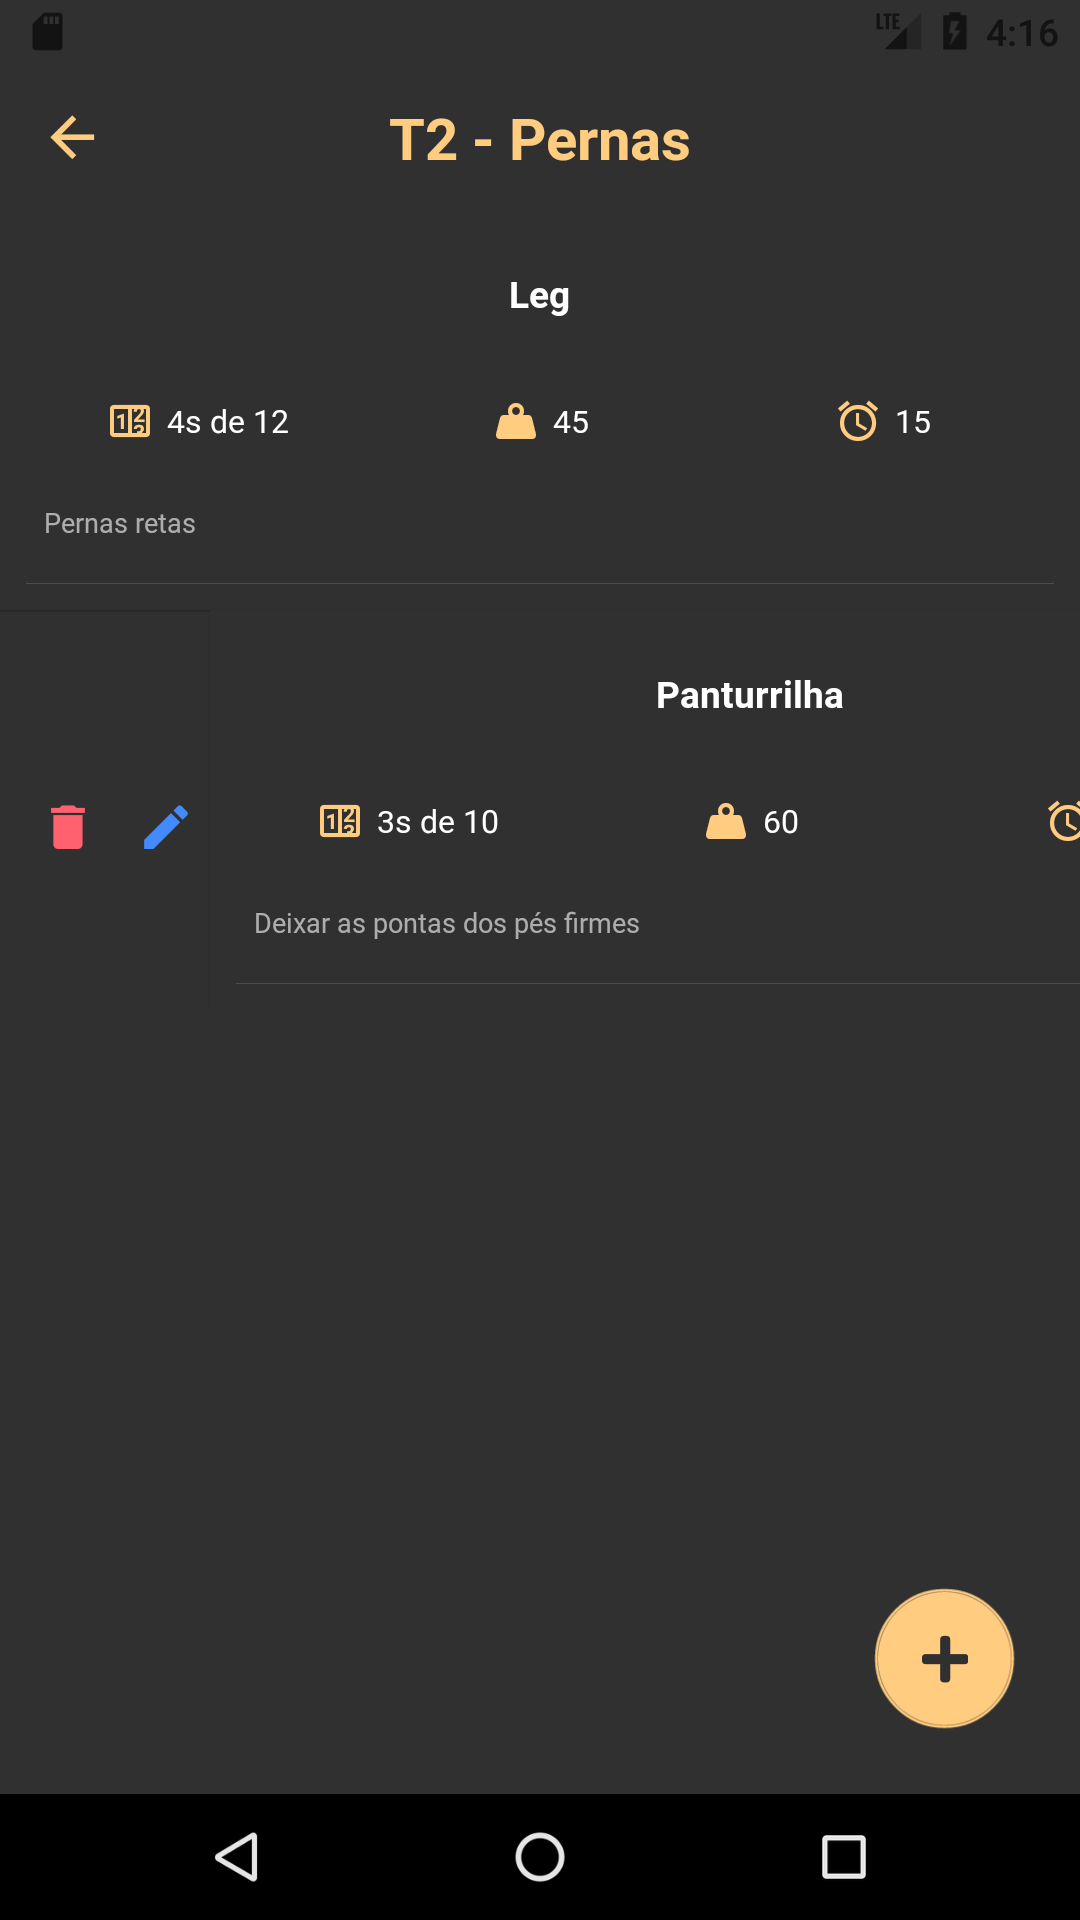 LTE 4:16
T2 - Pernas
Leg
4s de 12 45 15
Pernas retas
Panturrilha
3s de 10 60
Deixar as pontas dos pés firmes